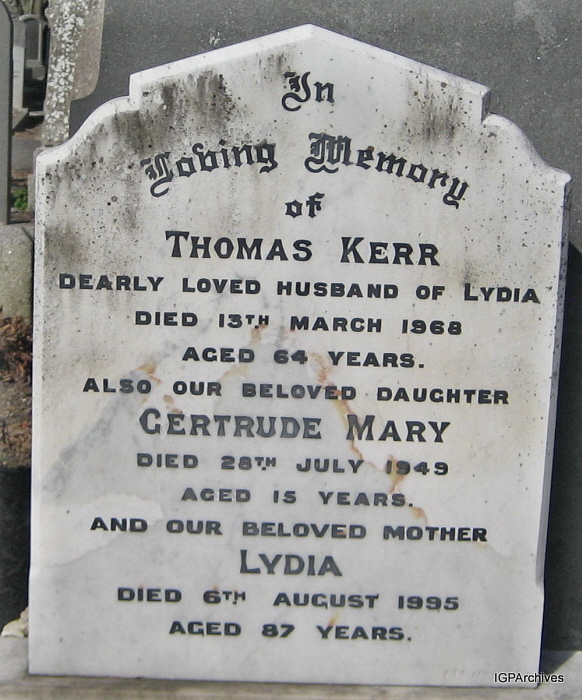 In
Loving Memory
of
THOMAS KERR
DEARLY LOVED HUSBAND OF LYDIA
DIED 13TH MARCH 1968
AGED 64 YEARS.
ALSO OUR BELOVED DAUGHTER
GERTRUDE MARY
DIED 28TH JULY 1949
AGED 15 YEARS.
AND OUR BELOVED MOTHER
LYDIA
DIED 6TH AUGUST 1995
AGED 87 YEARS.
IGPArchives